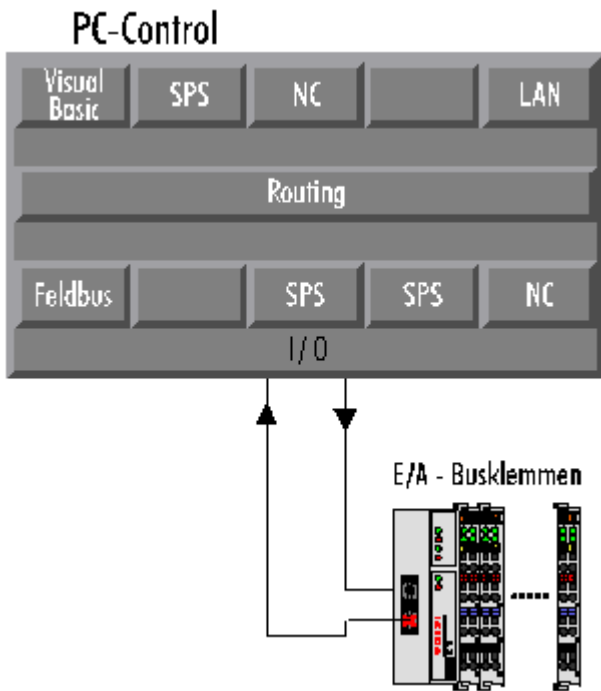 PC-Control
Visual Basic
SPS
NC
LAN
Routing
Feldbus
SPS
SPS
NC
I/O
E/A - Busklemmen